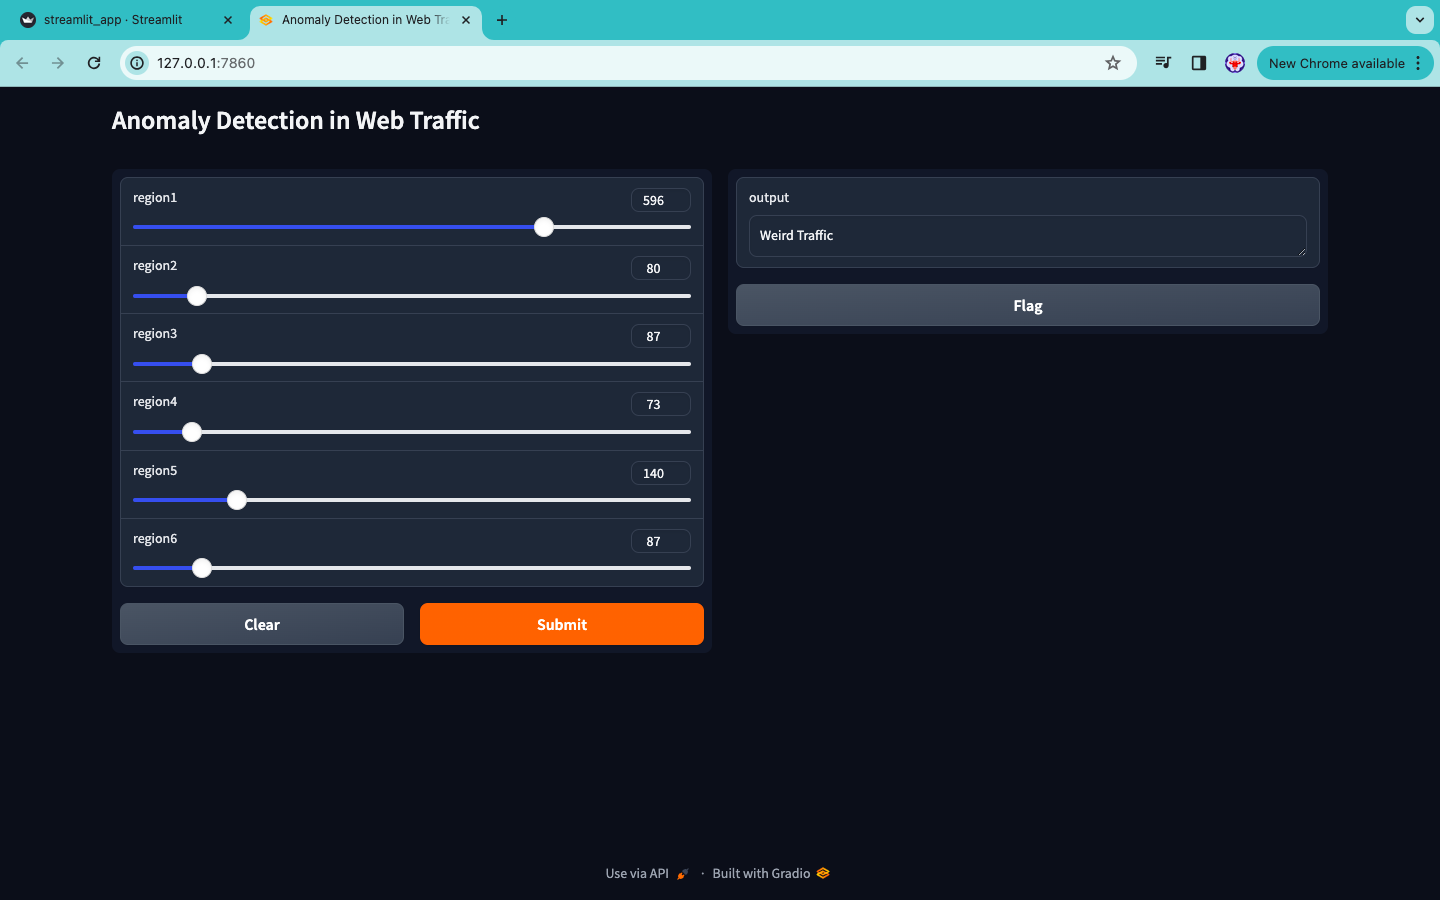 streamlit_app · Streamlit
Anomaly Detection in Web Tra
127.0.0.1:7860
New Chrome available
Anomaly Detection in Web Traffic
region1
596
region2
80
region3
87
region4
73
region5
140
region6
87
Clear
Submit
output
Weird Traffic
Flag
Use via API · Built with Gradio